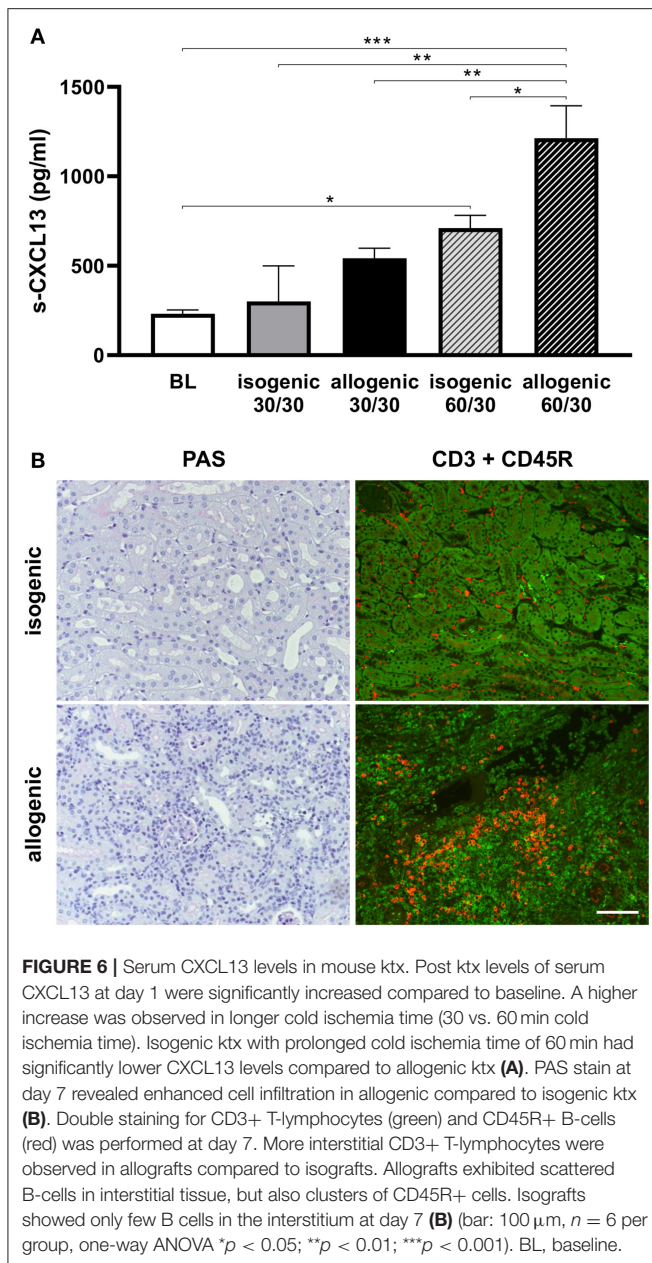 A
***
**
**
*
*
1500
1000
500
0
s-CXCL13 (pg/ml)
BL
isogenic 30/30
allogenic 30/30
isogenic 60/30
allogenic 60/30
B
PAS
CD3 + CD45R
isogenic
allogenic
FIGURE 6 | Serum CXCL13 levels in mouse ktx. Post ktx levels of serum
CXCL13 at day 1 were significantly increased compared to baseline. A higher
increase was observed in longer cold ischemia time (30 vs. 60 min cold
ischemia time). Isogenic ktx with prolonged cold ischemia time of 60 min had
significantly lower CXCL13 levels compared to allogenic ktx (A). PAS stain at
day 7 revealed enhanced cell infiltration in allogenic compared to isogenic ktx
(B). Double staining for CD3+ T-lymphocytes (green) and CD45R+ B-cells
(red) was performed at day 7. More interstitial CD3+ T-lymphocytes were
observed in allografts compared to isografts. Allografts exhibited scattered
B-cells in interstitial tissue, but also clusters of CD45R+ cells. Isografts
showed only few B cells in the interstitium at day 7 (B) (bar: 100 μm, n = 6 per
group, one-way ANOVA *p < 0.05; **p < 0.01; ***p < 0.001). BL, baseline.